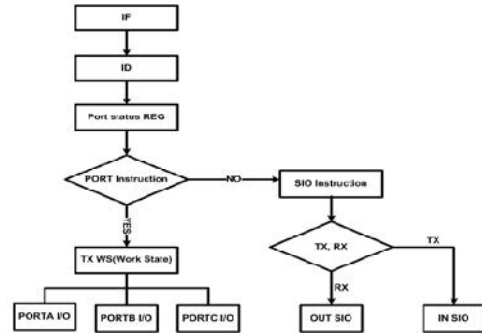 IF
ID
Port status REG
PORT Instruction
NO
SIO Instruction
YES
TX WS(Work State)
TX, RX
TX
RX
PORTA I/O
PORTB I/O
PORTC I/O
OUT SIO
IN SIO